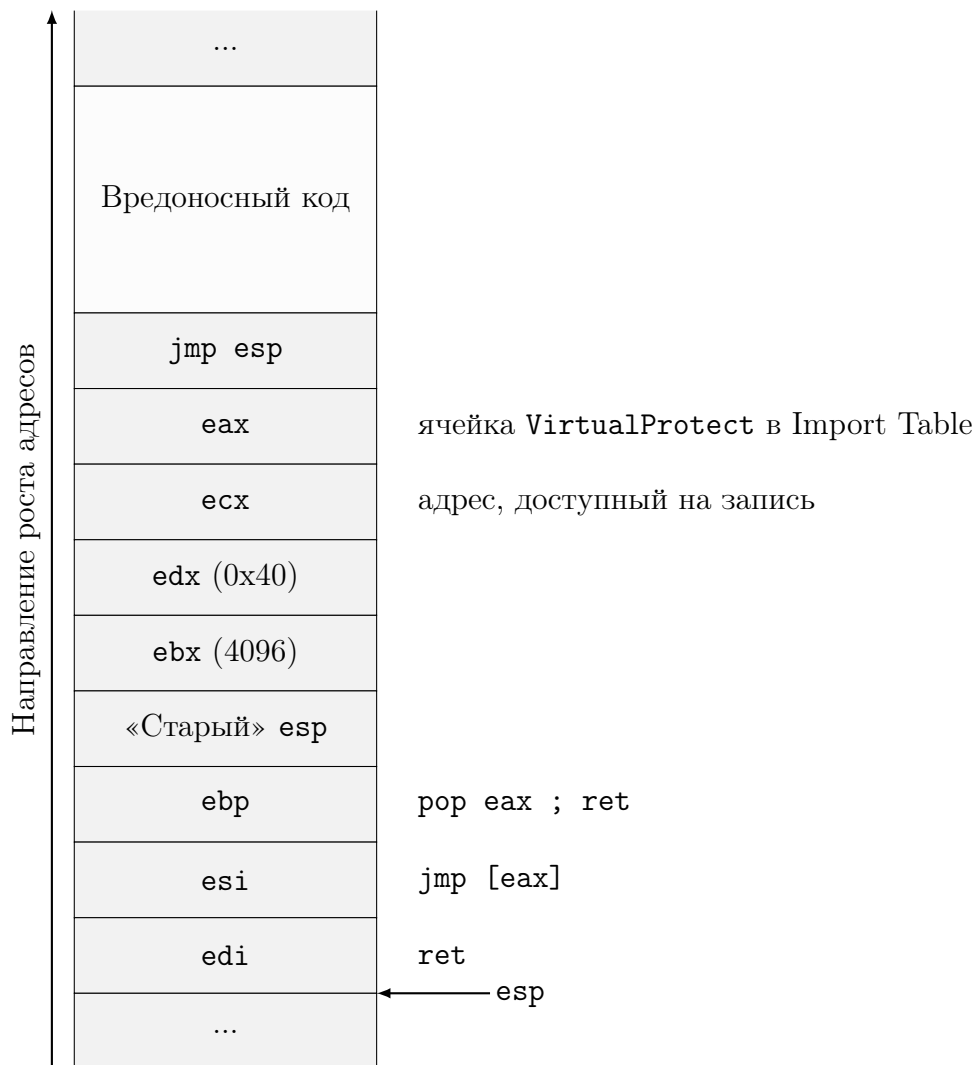 ...
Вредоносный код
jmp esp
eax ячейка VirtualProtect в Import Table
ecx адрес, доступный на запись
edx (0x40)
ebx (4096)
«Старый» esp
ebp pop eax ; ret
esi jmp [eax]
edi ret
esp
...
Направление роста адресов